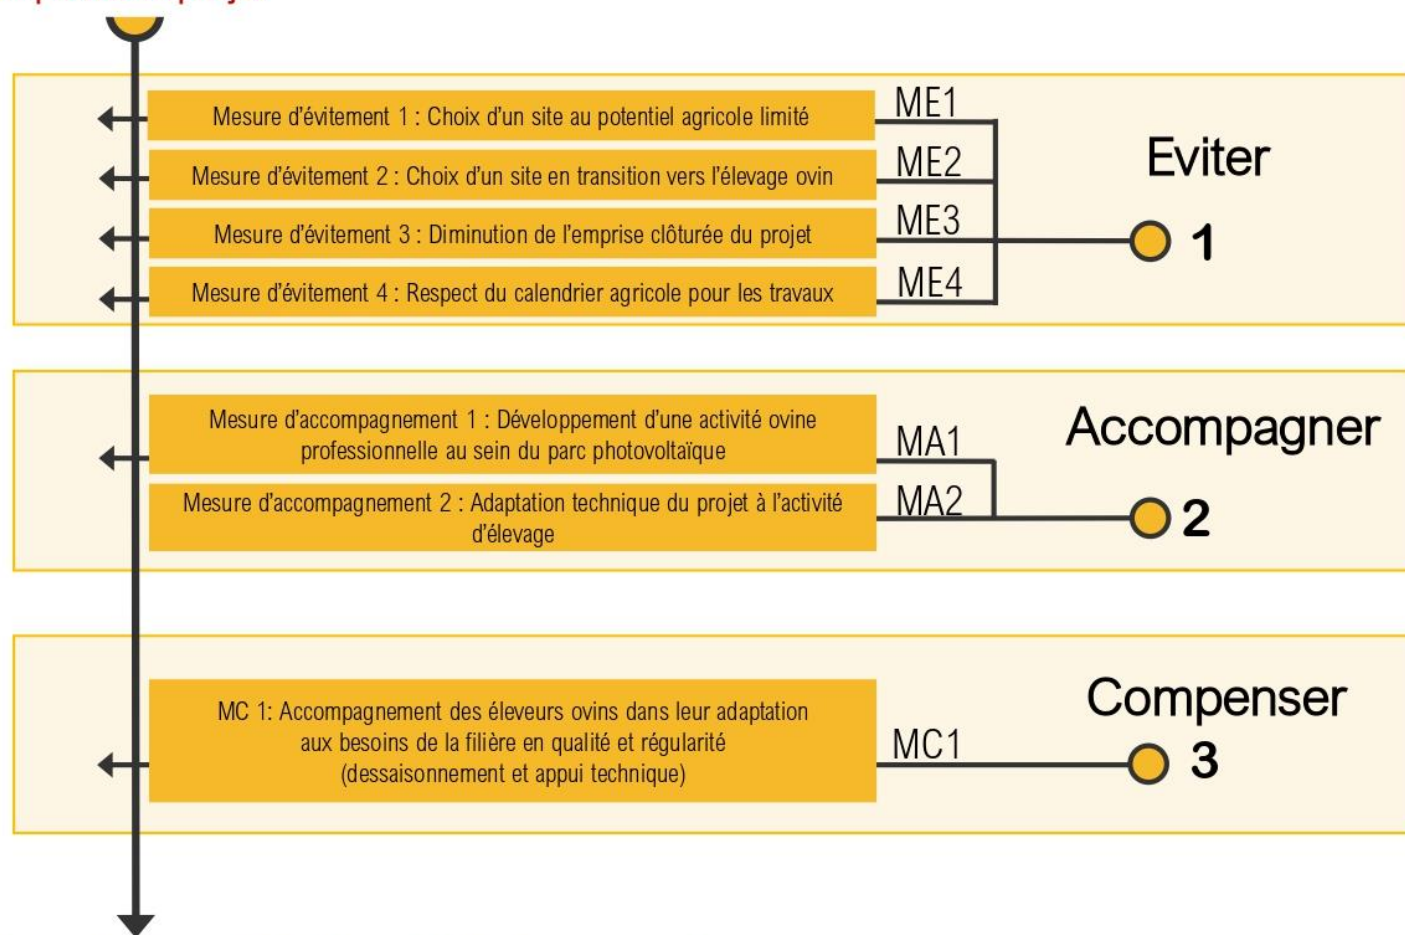 Mesure d'évitement 1 : Choix d'un site au potentiel agricole limité
ME1
Mesure d'évitement 2 : Choix d'un site en transition vers l'élevage ovin
ME2
Mesure d'évitement 3 : Diminution de l'emprise clôturée du projet
ME3
Mesure d'évitement 4 : Respect du calendrier agricole pour les travaux
ME4
Eviter
1
Mesure d'accompagnement 1 : Développement d'une activité ovine
professionnelle au sein du parc photovoltaïque
MA1
Mesure d'accompagnement 2 : Adaptation technique du projet à l'activité
d'élevage
MA2
Accompagner
2
MC 1: Accompagnement des éleveurs ovins dans leur adaptation
aux besoins de la filière en qualité et régularité
(dessaisonnement et appui technique)
MC1
Compenser
3